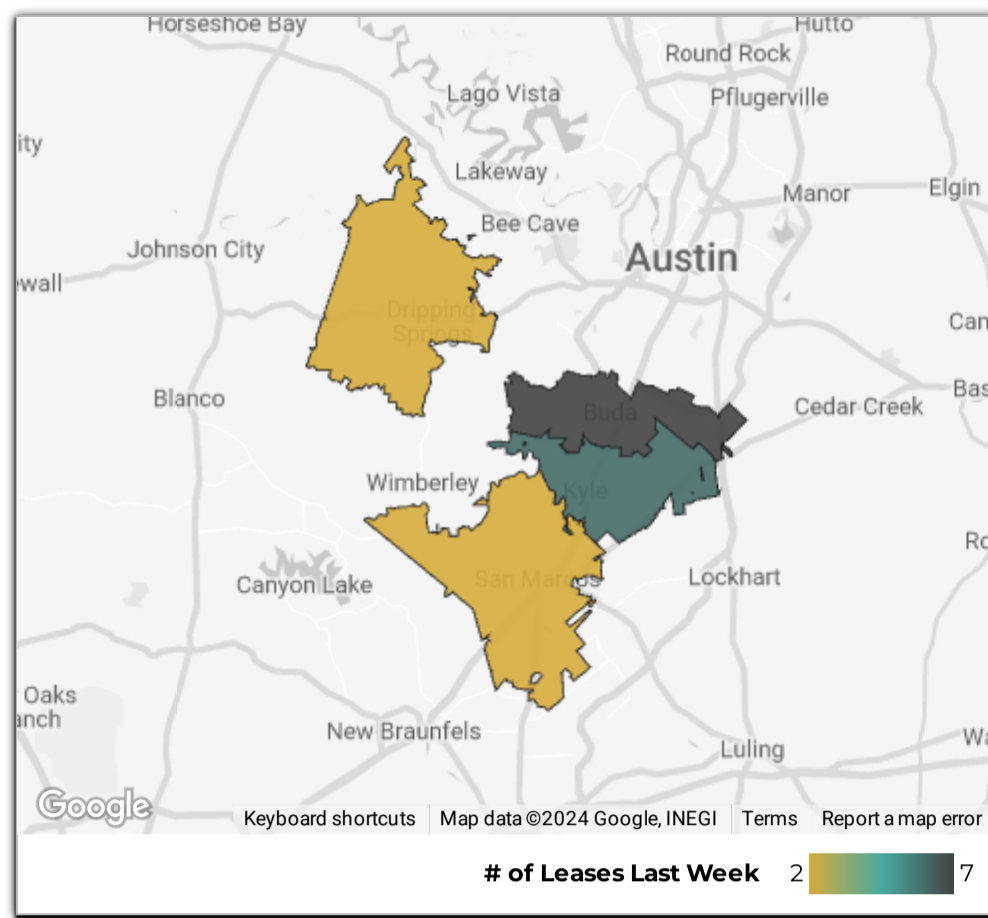 Horseshoe Bay
Hutto
Round Rock
Lago Vista
Pflugerville
ity
Lakeway
Manor
Elgin
Bee Cave
Johnson City
Austin
wall
Dripping
Springs
Can
Blanco
Buda
Cedar Creek
Bas
Wimberley
Kyle
Ro
Canyon Lake
San Marcos
Lockhart
Oaks
anch
New Braunfels
Luling
Wa
Google
Keyboard shortcuts
Map data ©2024 Google, INEGI
Terms
Report a map error
# of Leases Last Week 2 7